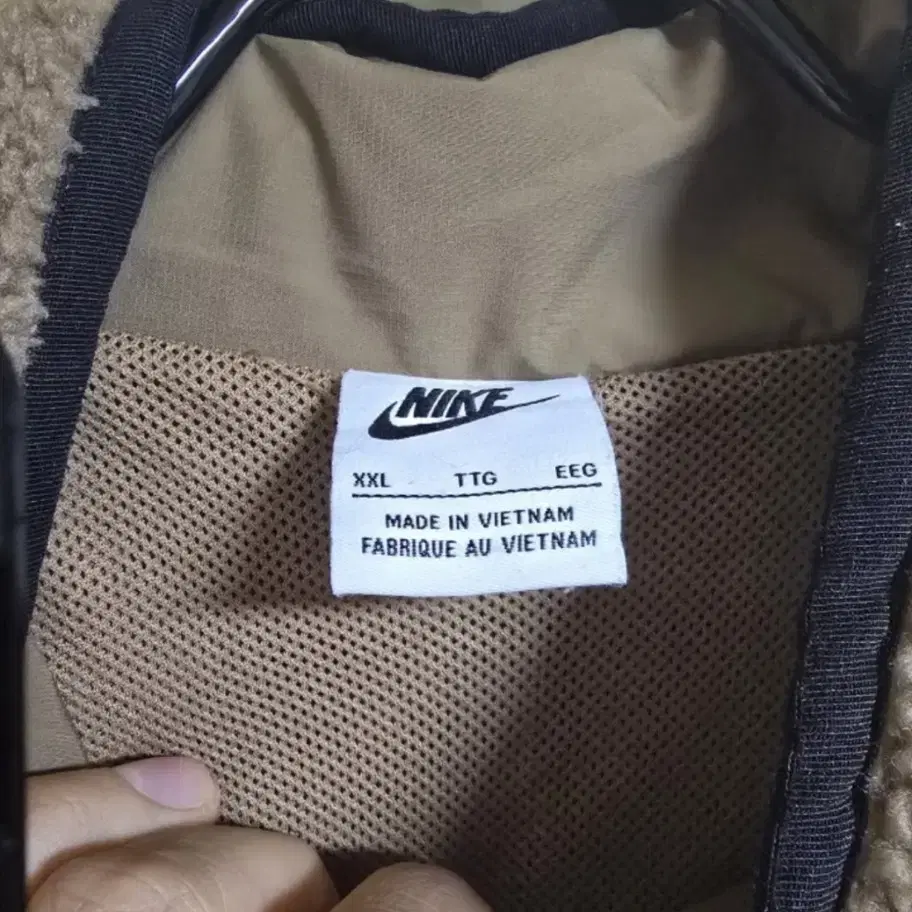 NIKE
XXL TTG EEG
MADE IN VIETNAM
FABRIQUE AU VIETNAM